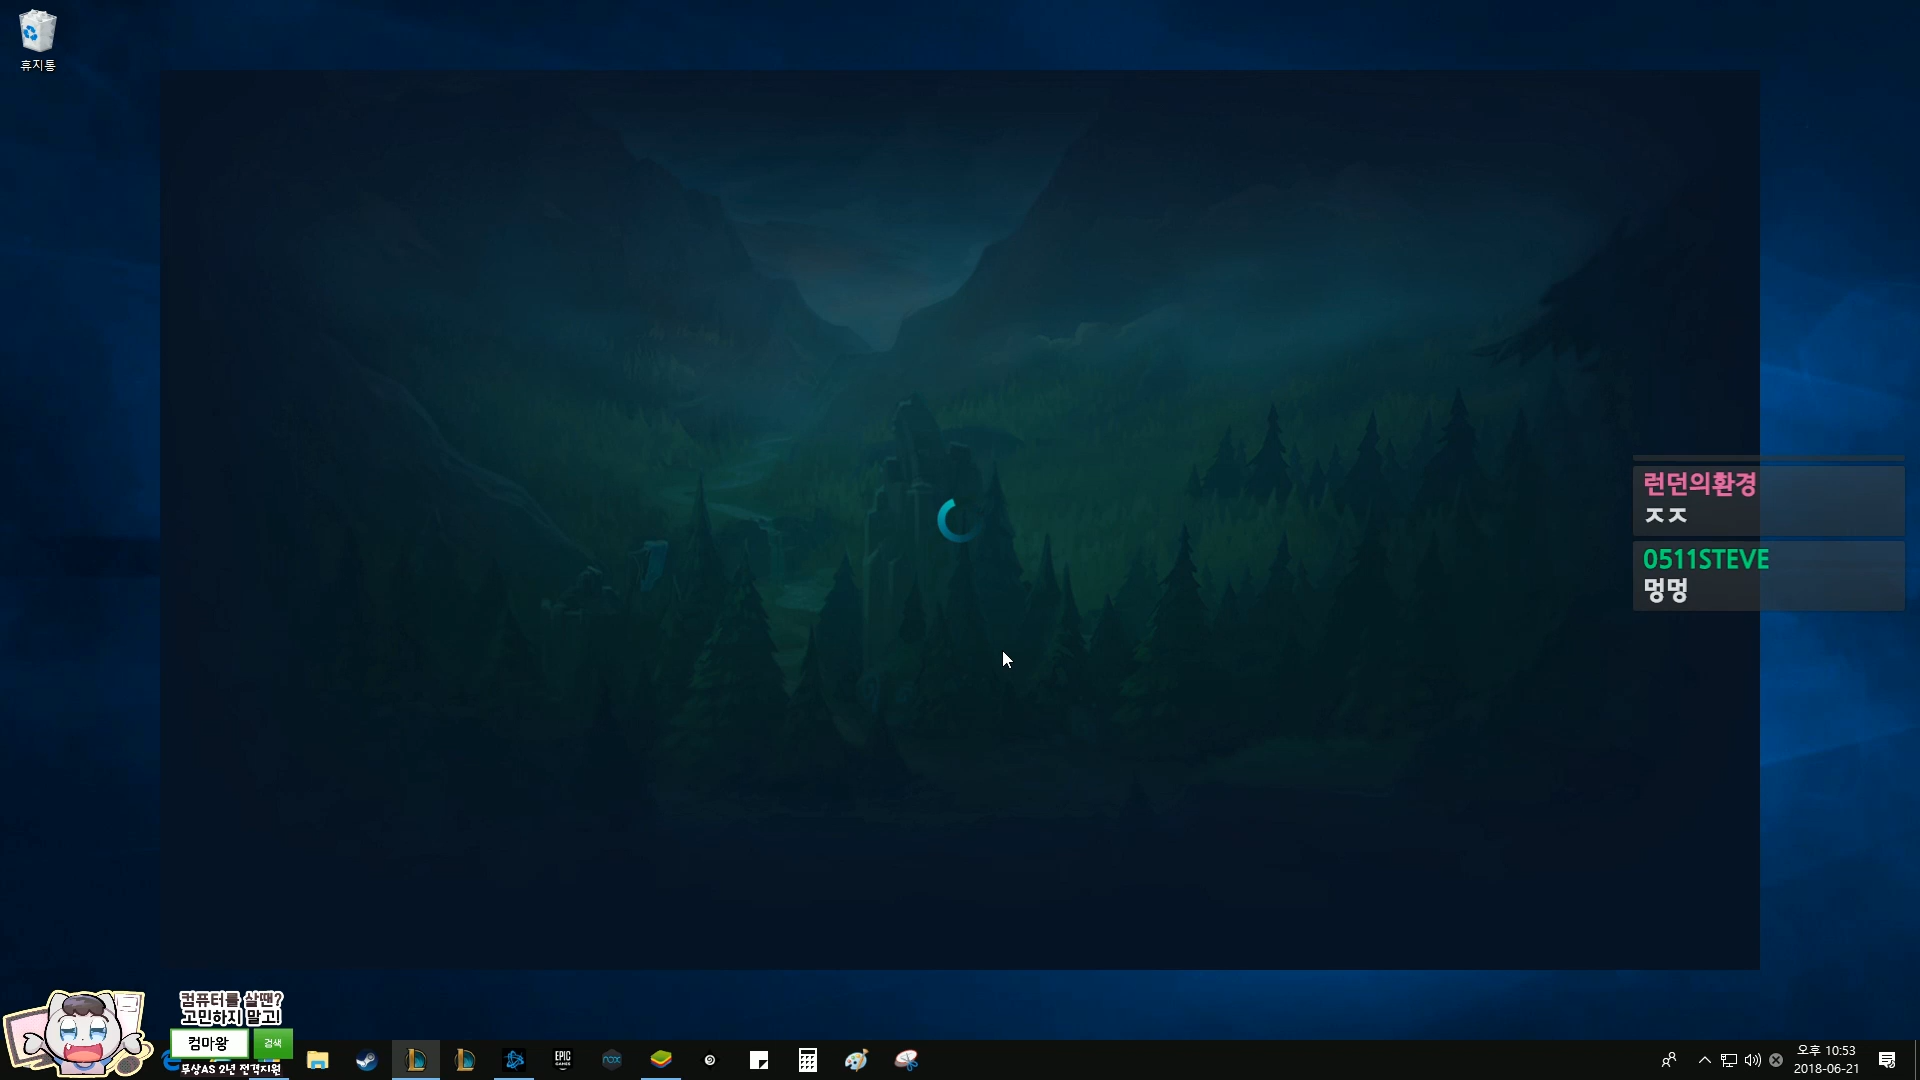 휴지통
런던의환경
ㅈㅈ
0511STEVE
멍멍
컴퓨터를 살땐?
고민하지 말고!
컴마왕
검색
무상AS 2년 전격지원
EPIC
GAMES
nox
오후 10:53
2018-06-21